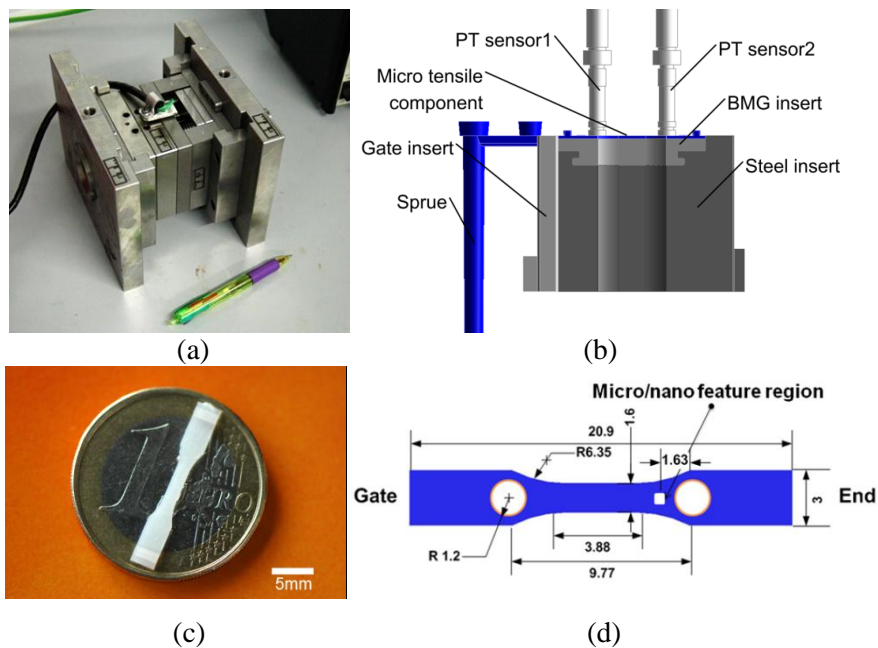 PT sensor1
PT sensor2
Micro tensile
component
BMG insert
Gate insert
Steel insert
Sprue
(a)
(b)
1
EURO
5mm
Micro/nano feature region
20.9
1.6
R6.35
1.63
Gate
3
End
R 1.2
3.88
9.77
(c)
(d)